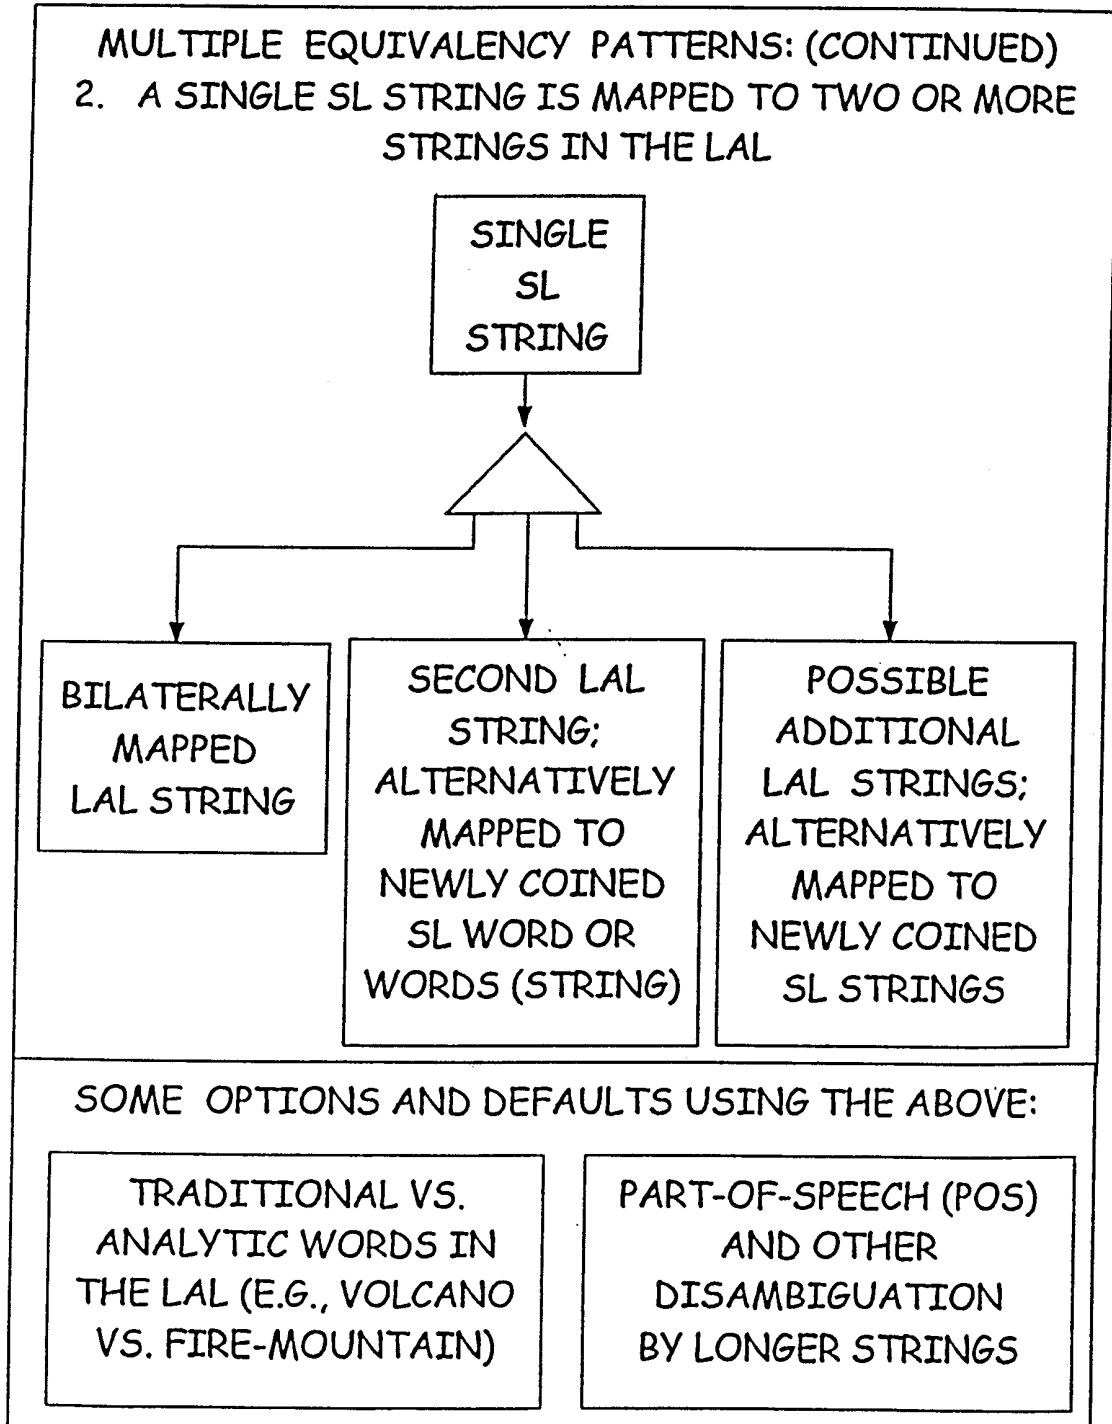 MULTIPLE EQUIVALENCY PATTERNS: (CONTINUED)
2. A SINGLE SL STRING IS MAPPED TO TWO OR MORE
STRINGS IN THE LAL
SINGLE
SL
STRING
BILATERALLY
MAPPED
LAL STRING
SECOND LAL
STRING;
ALTERNATIVELY
MAPPED TO
NEWLY COINED
SL WORD OR
WORDS (STRING)
POSSIBLE
ADDITIONAL
LAL STRINGS;
ALTERNATIVELY
MAPPED TO
NEWLY COINED
SL STRINGS
SOME OPTIONS AND DEFAULTS USING THE ABOVE:
TRADITIONAL VS.
ANALYTIC WORDS IN
THE LAL (E.G., VOLCANO
VS. FIRE-MOUNTAIN)
PART-OF-SPEECH (POS)
AND OTHER
DISAMBIGUATION
BY LONGER STRINGS